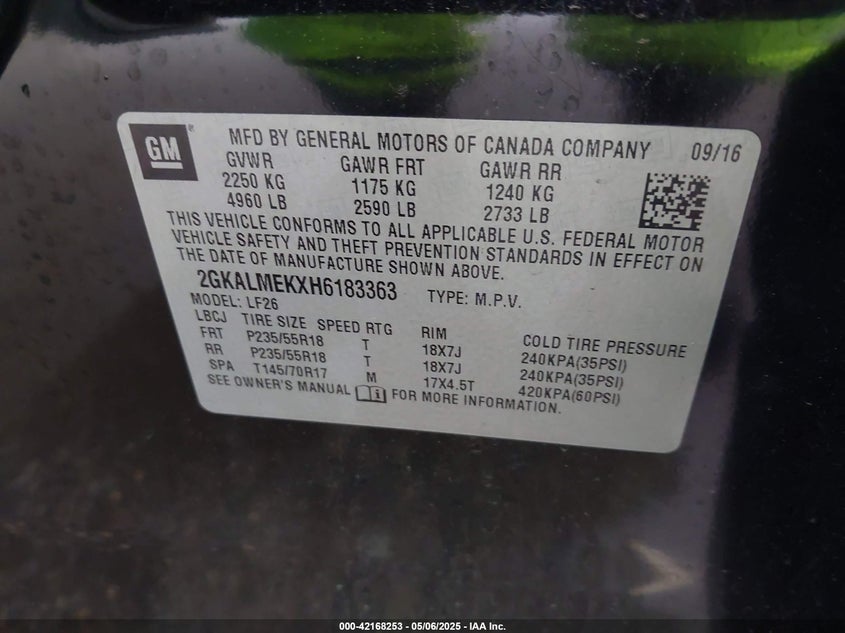 GM ®
MFD BY GENERAL MOTORS OF CANADA COMPANY 09/16
GVWR GAWR FRT GAWR RR
2250 KG 1175 KG 1240 KG
4960 LB 2590 LB 2733 LB
THIS VEHICLE CONFORMS TO ALL APPLICABLE U.S. FEDERAL MOTOR
VEHICLE SAFETY AND THEFT PREVENTION STANDARDS IN EFFECT ON
THE DATE OF MANUFACTURE SHOWN ABOVE.
2GKALMEKXH6183363 TYPE: M.P.V.
MODEL: LF26
LBCJ TIRE SIZE SPEED RTG RIM COLD TIRE PRESSURE
FRT P235/55R18 T 18X7J 240KPA(35PSI)
RR P235/55R18 T 18X7J 240KPA(35PSI)
SPA T145/70R17 M 17X4.5T 420KPA(60PSI)
SEE OWNER'S MANUAL FOR MORE INFORMATION.
000-42168253 - 05/06/2025 - IAA Inc.